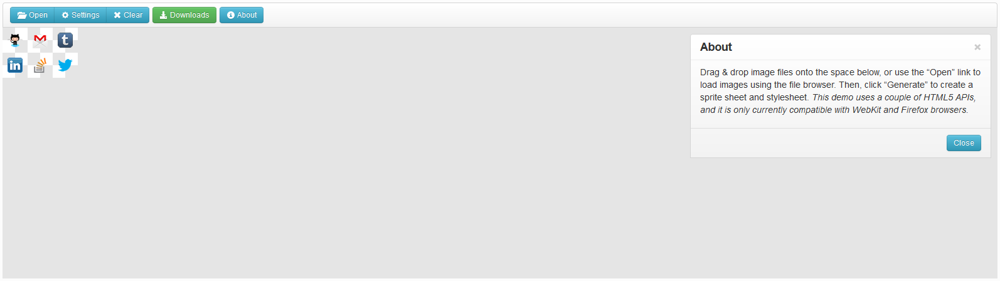 Open Settings Clear Downloads About
About
Drag & drop image files onto the space below, or use the “Open” link to
load images using the file browser. Then, click “Generate” to create a
sprite sheet and stylesheet. This demo uses a couple of HTML5 APIs,
and it is only currently compatible with WebKit and Firefox browsers.
Close
t
in